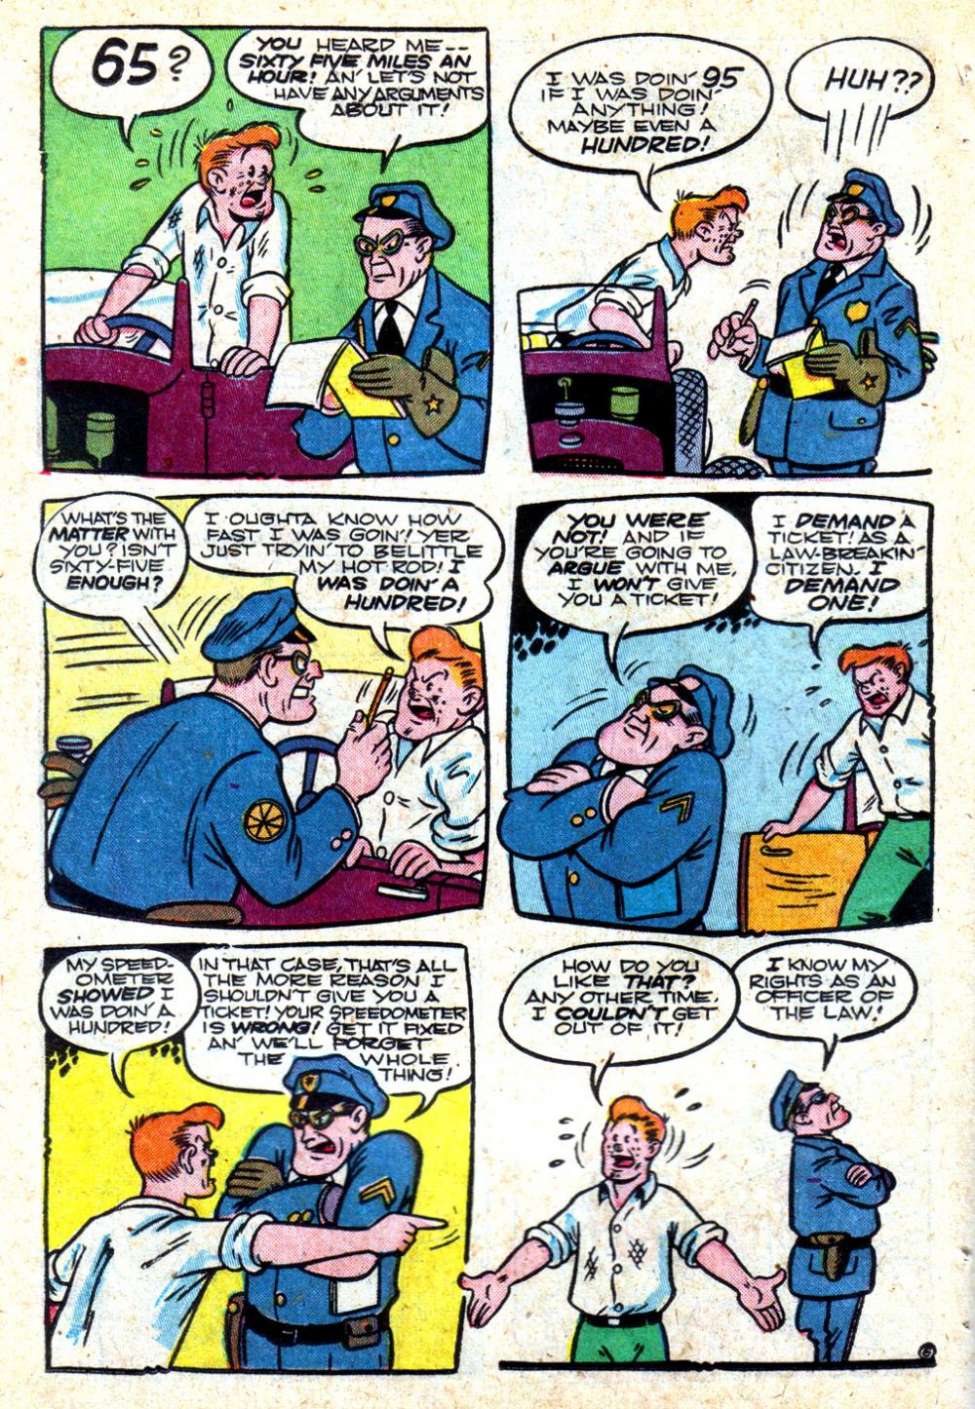 65?
YOU HEARD ME--
SIXTY FIVE MILES AN
HOUR! AN' LET'S NOT
HAVE ANY ARGUMENTS
ABOUT IT!
I WAS DOIN' 95
IF I WAS DOIN'
ANYTHING!
MAYBE EVEN A
HUNDRED!
HUH??
WHAT'S THE
MATTER WITH
YOU? ISN'T
SIXTY-FIVE
ENOUGH?
I OUGHTA KNOW HOW
FAST I WAS GOIN'! YER
JUST TRYIN' TO BELITTLE
MY HOT ROD! I
WAS DOIN' A
HUNDRED!
YOU WERE
NOT! AND IF
YOU'RE GOING TO
ARGUE WITH ME,
I WON'T GIVE
YOU A TICKET!
I DEMAND A
TICKET! AS A
LAW-BREAKIN'
CITIZEN, I
DEMAND
ONE!
MY SPEED-
OMETER
SHOWED I
WAS DOIN' A
HUNDRED!
IN THAT CASE, THAT'S ALL
THE MORE REASON I
SHOULDN'T GIVE YOU A
TICKET! YOUR SPEEDOMETER
IS WRONG! GET IT FIXED
AN' WE'LL FORGET
THE WHOLE
THING!
HOW DO YOU
LIKE THAT?
ANY OTHER TIME,
I COULDN'T GET
OUT OF IT!
I KNOW MY
RIGHTS AS AN
OFFICER OF
THE LAW!
6